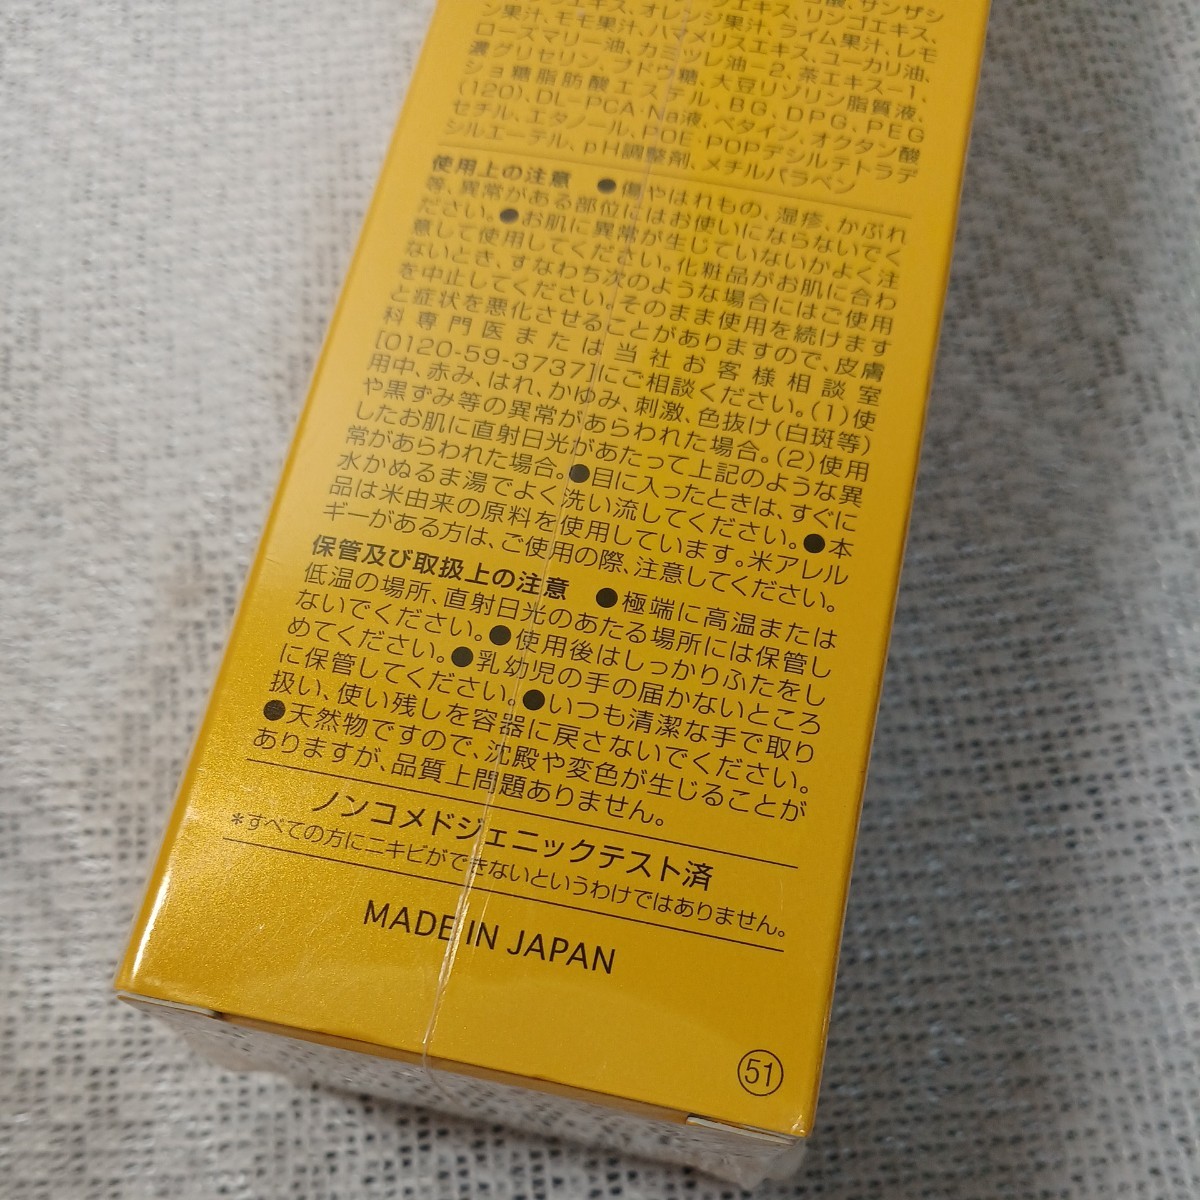 酸、サンザシ
エキス、リンゴエキス、
エキス、オレンジ果汁、ライム果汁、レモ
ン果汁、モモ果汁、ハマメリスエキス、ユーカリ油、
ローズマリー油、カミツレ油-2、茶エキス-1、
濃グリセリン、ブドウ糖、大豆リゾリン脂質液、
ショ糖脂肪酸エステル、BG、DPG、PEG
(120)、DL-PCA・Na液、ベタイン、オクタン酸
セチル、エタノール、POE・POPデシルテトラデ
シルエーテル、pH調整剤、メチルパラベン
使用上の注意 ●傷やはれもの、湿疹、かぶれ
等、異常がある部位にはお使いにならないでく
ださい。●お肌に異常が生じていないかよく注
意して使用してください。化粧品がお肌に合わ
ないとき、すなわち次のような場合にはご使用
を中止してください。そのまま使用を続けます
と症状を悪化させることがありますので、皮膚
科専門医または当社お客様相談室
[0120-59-3737]にご相談ください。(1)使
用中、赤み、はれ、かゆみ、刺激、色抜け(白斑等)
や黒ずみ等の異常があらわれた場合。(2)使用
したお肌に直射日光があたって上記のような異
常があらわれた場合。●目に入ったときは、すぐに
水かぬるま湯でよく洗い流してください。●本
品は米由来の原料を使用しています。米アレル
ギーがある方は、ご使用の際、注意してください。
保管及び取扱上の注意 ●極端に高温または
低温の場所、直射日光のあたる場所には保管し
ないでください。●使用後はしっかりふたをし
めてください。●乳幼児の手の届かないところ
に保管してください。●いつも清潔な手で取り
扱い、使い残しを容器に戻さないでください。
●天然物ですので、沈殿や変色が生じることが
ありますが、品質上問題ありません。
ノンコメドジェニックテスト済
*すべての方にニキビができないというわけではありません。
MADE IN JAPAN
51